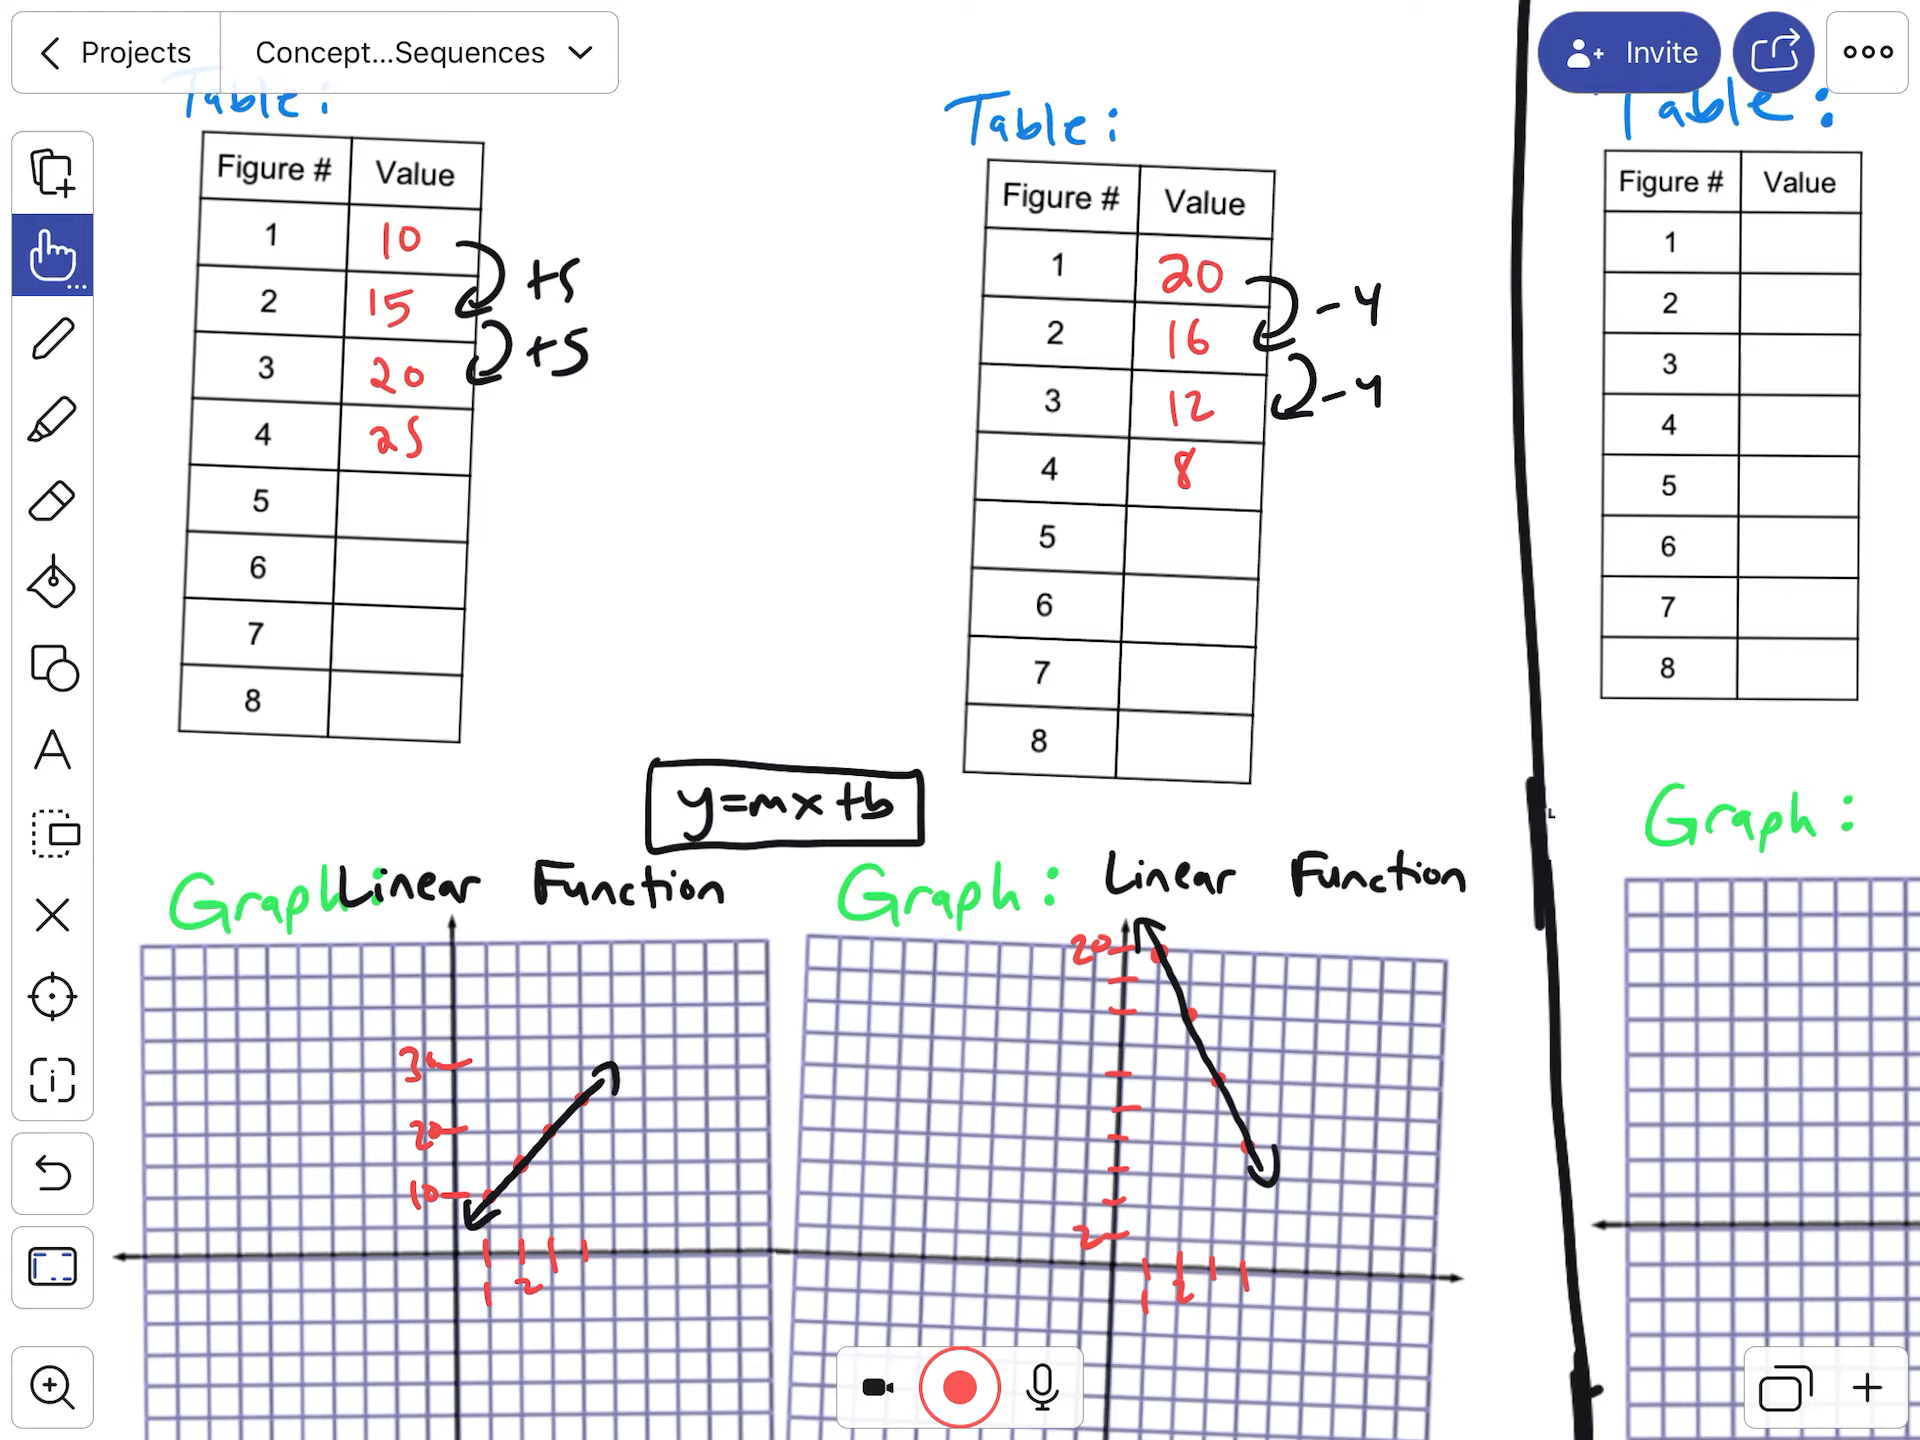 Projects
Concept...Sequences
Invite
Table:
Figure # Value
1 10
2 15
3 20
4 25
5
6
7
8
+5
+5
Table:
Figure # Value
1 20
2 16
3 12
4 8
5
6
7
8
-4
-4
Table:
Figure # Value
1
2
3
4
5
6
7
8
y=mx+b
Graph: Linear Function
30
20
10
1 2
Graph: Linear Function
20
2
1 2
Graph: